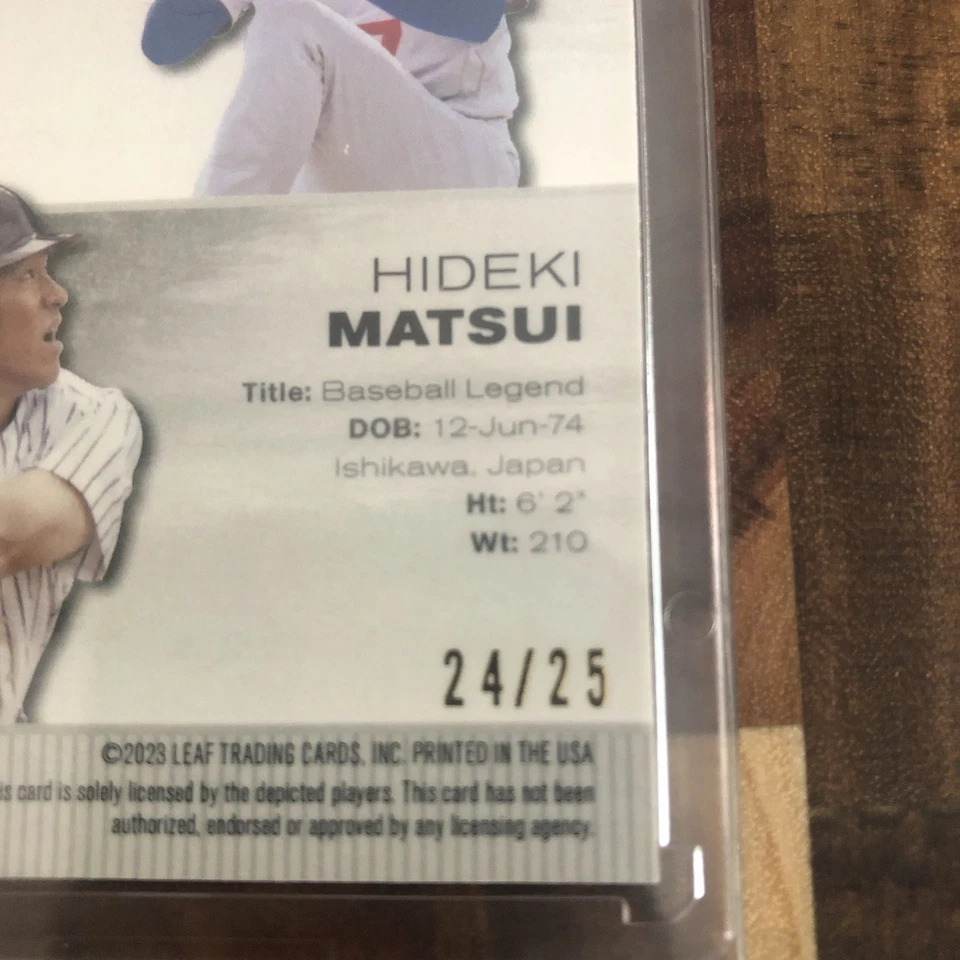 HIDEKI
MATSUI
Title: Baseball Legend
DOB: 12-Jun-74
Ishikawa, Japan
Ht: 6' 2"
Wt: 210
24/25
©2023 LEAF TRADING CARDS, INC. PRINTED IN THE USA
card is solely licensed by the depicted players. This card has not been
authorized, endorsed or approved by any licensing agency.